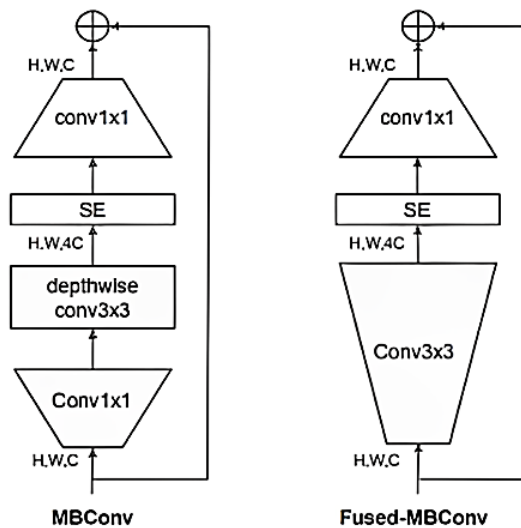 H,W,C
conv1x1
SE
H,W,4C
depthwise
conv3x3
Conv1x1
H,W,C
MBConv
H,W,C
conv1x1
SE
H,W,4C
Conv3x3
H,W,C
Fused-MBConv